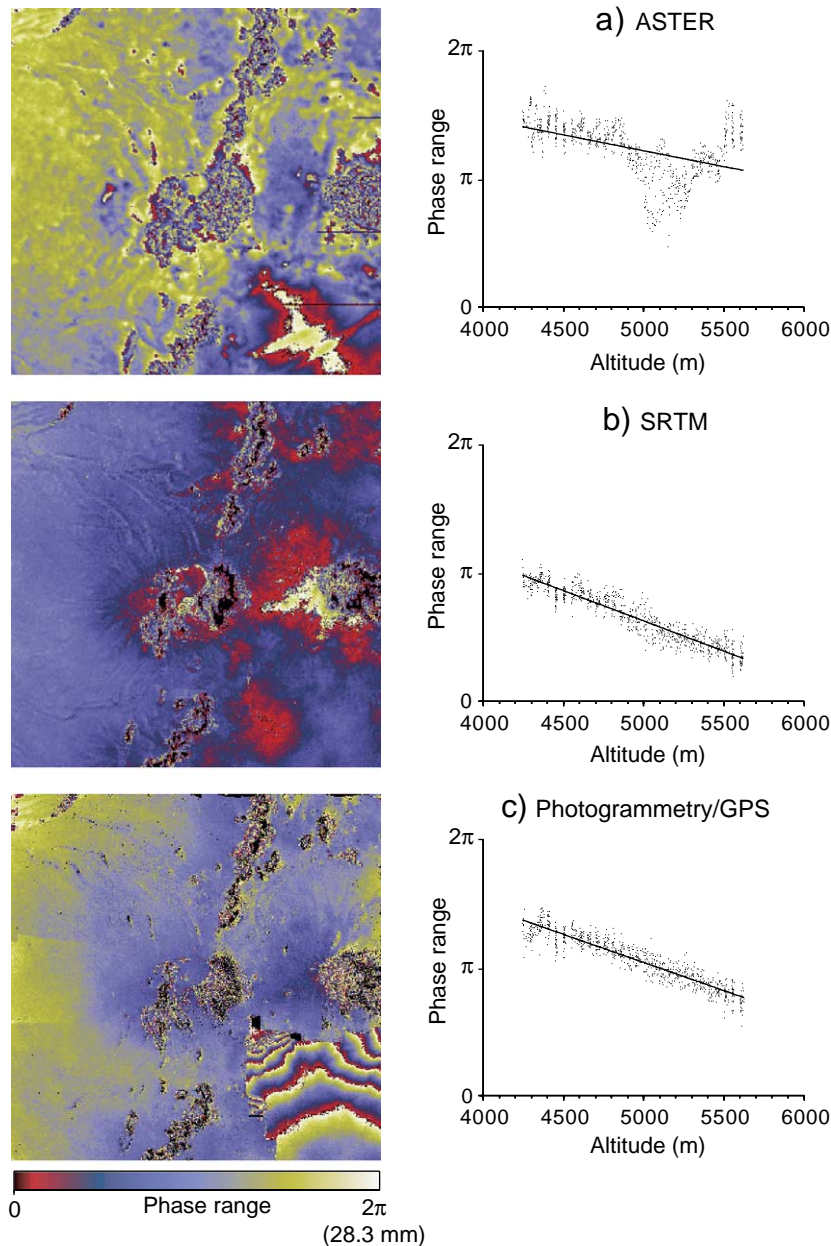 a) ASTER
2π
π
0
Phase range
4000 4500 5000 5500 6000
Altitude (m)
b) SRTM
2π
π
0
Phase range
4000 4500 5000 5500 6000
Altitude (m)
c) Photogrammetry/GPS
2π
π
0
Phase range
4000 4500 5000 5500 6000
Altitude (m)
0 Phase range 2π
(28.3 mm)